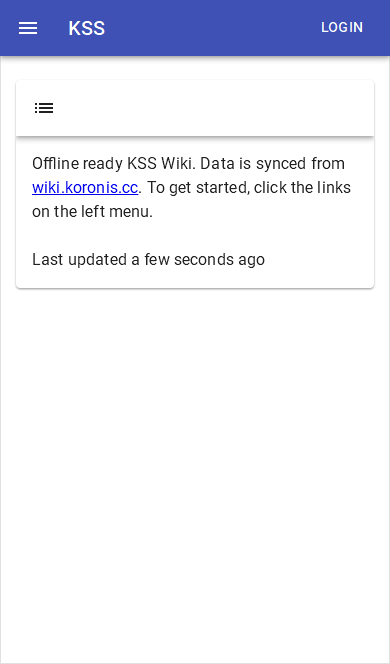 KSS
LOGIN
Offline ready KSS Wiki. Data is synced from
wiki.koronis.cc. To get started, click the links
on the left menu.
Last updated a few seconds ago